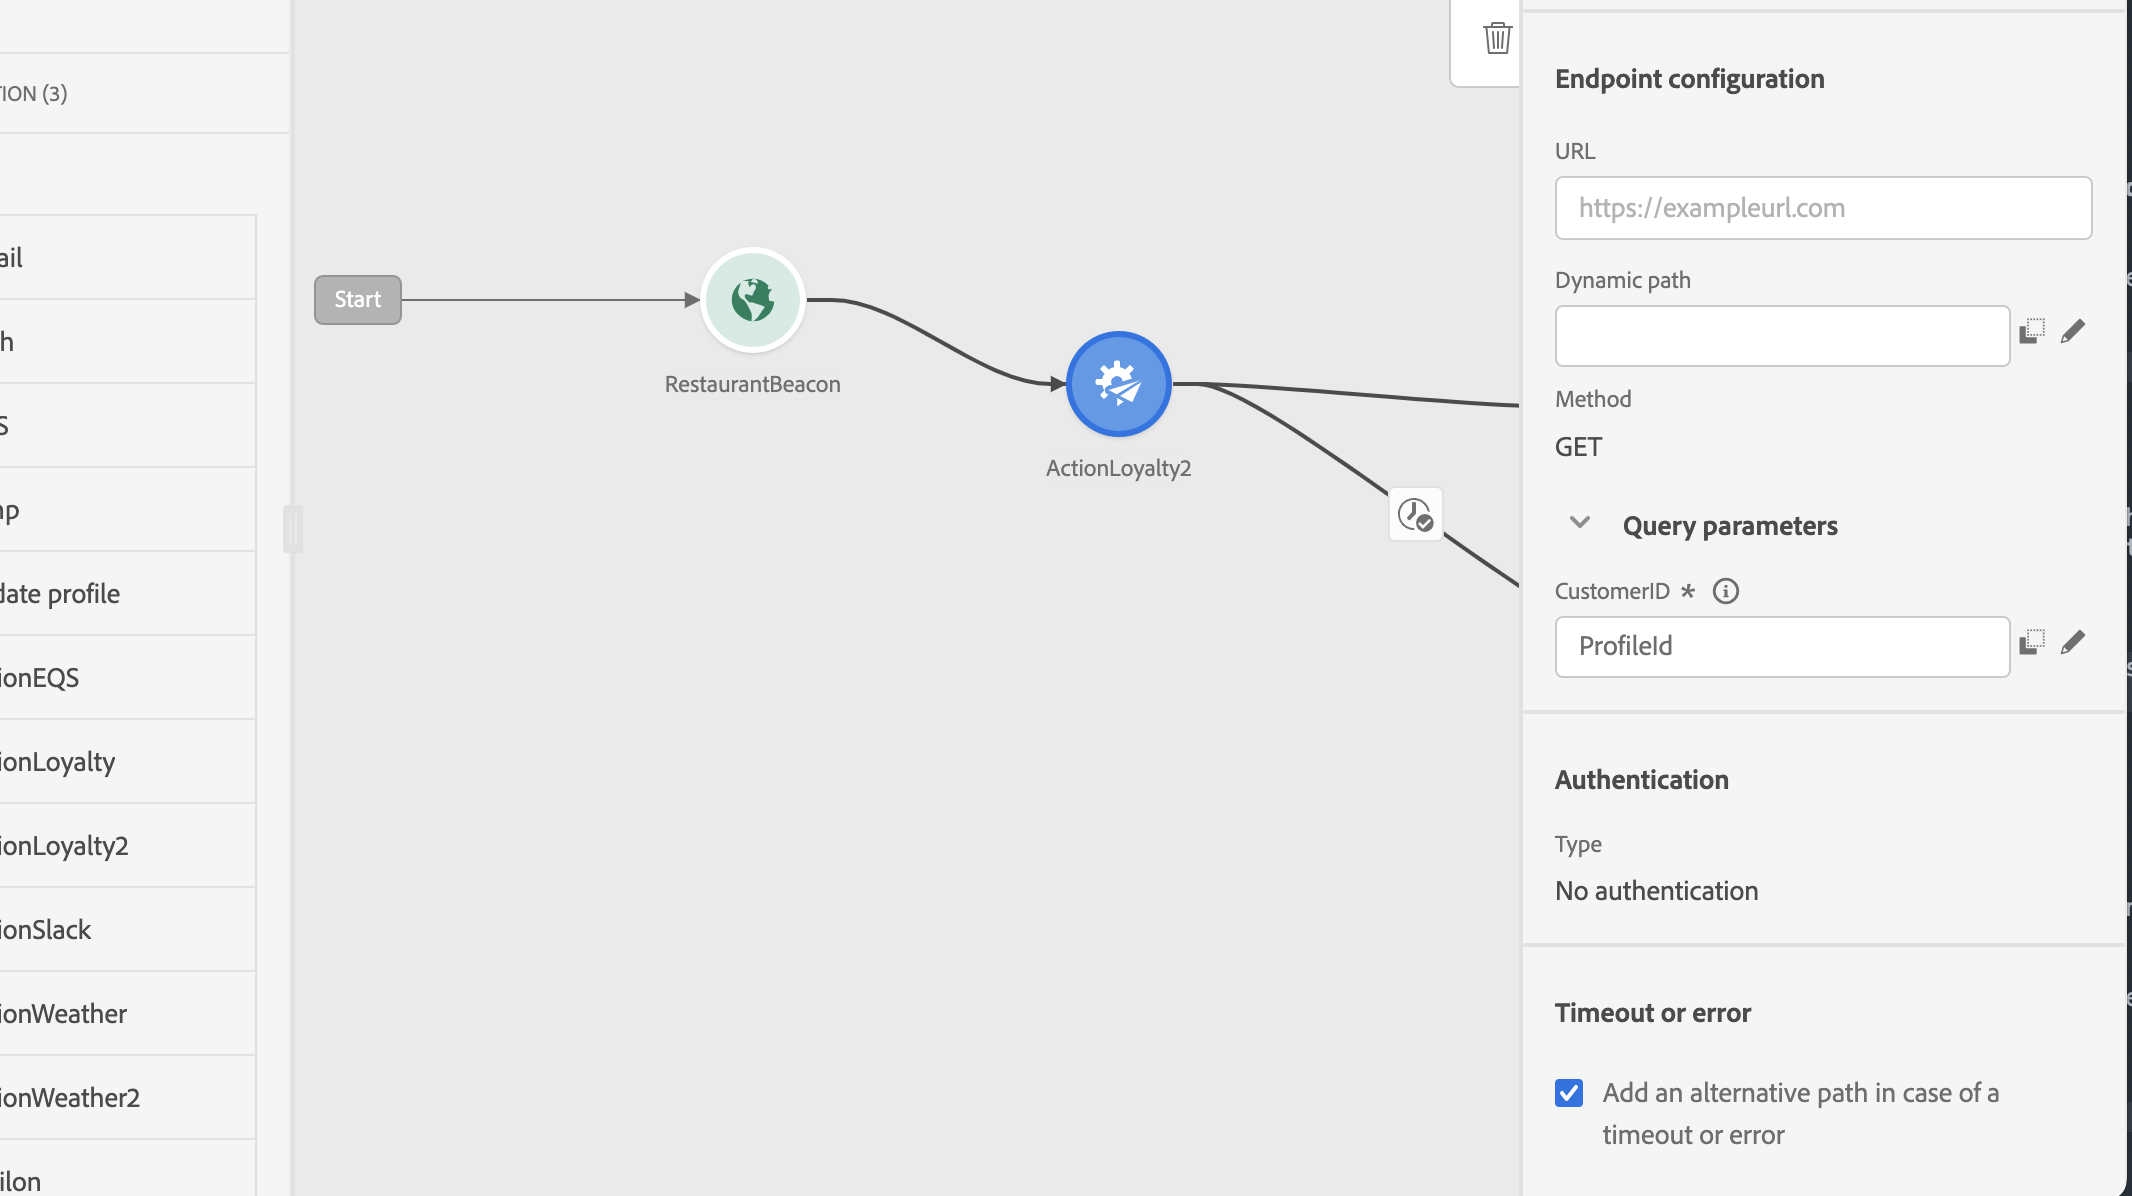 TION (3)
ail
h
S
np
date profile
ionEQS
ionLoyalty
ionLoyalty2
ionSlack
ionWeather
ionWeather2
ilon
Start
RestaurantBeacon
ActionLoyalty2
Endpoint configuration
URL
https://exampleurl.com
Dynamic path
Method
GET
Query parameters
CustomerID *
ProfileId
Authentication
Type
No authentication
Timeout or error
Add an alternative path in case of a
timeout or error